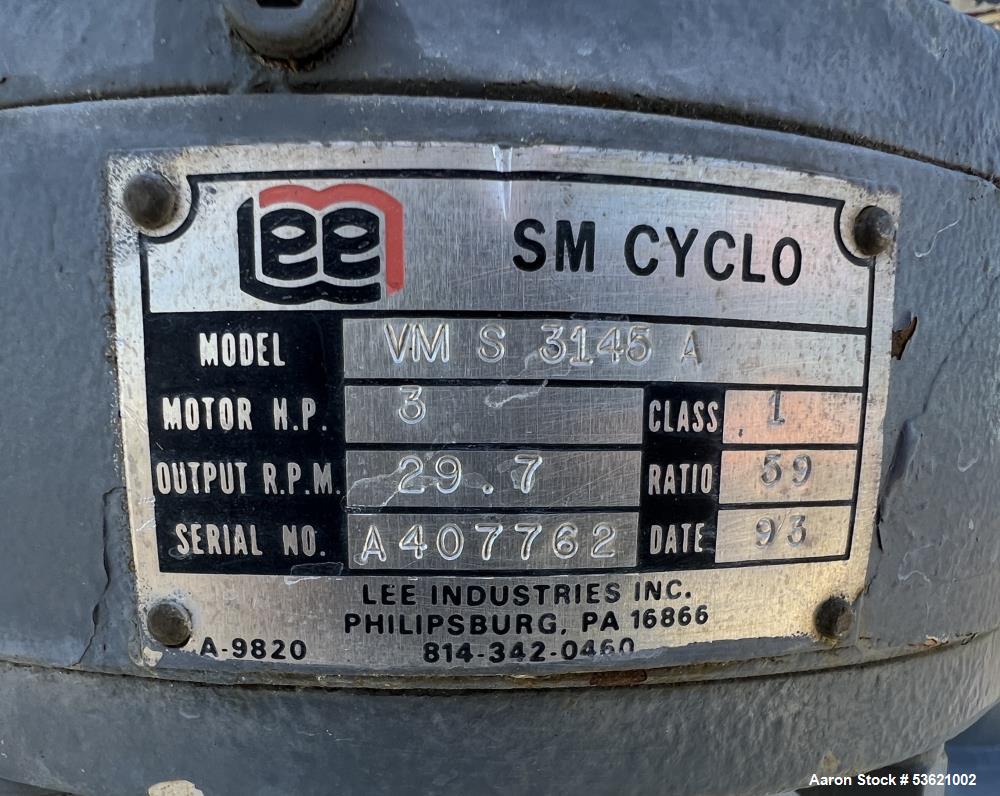 Lee SM CYCLO
MODEL VM S 3145 A
MOTOR H.P. 3 CLASS 1
OUTPUT R.P.M. 29.7 RATIO 59
SERIAL NO. A407762 DATE 93
LEE INDUSTRIES INC.
PHILIPSBURG, PA 16866
A-9820 814-342-0460
Aaron Stock # 53621002